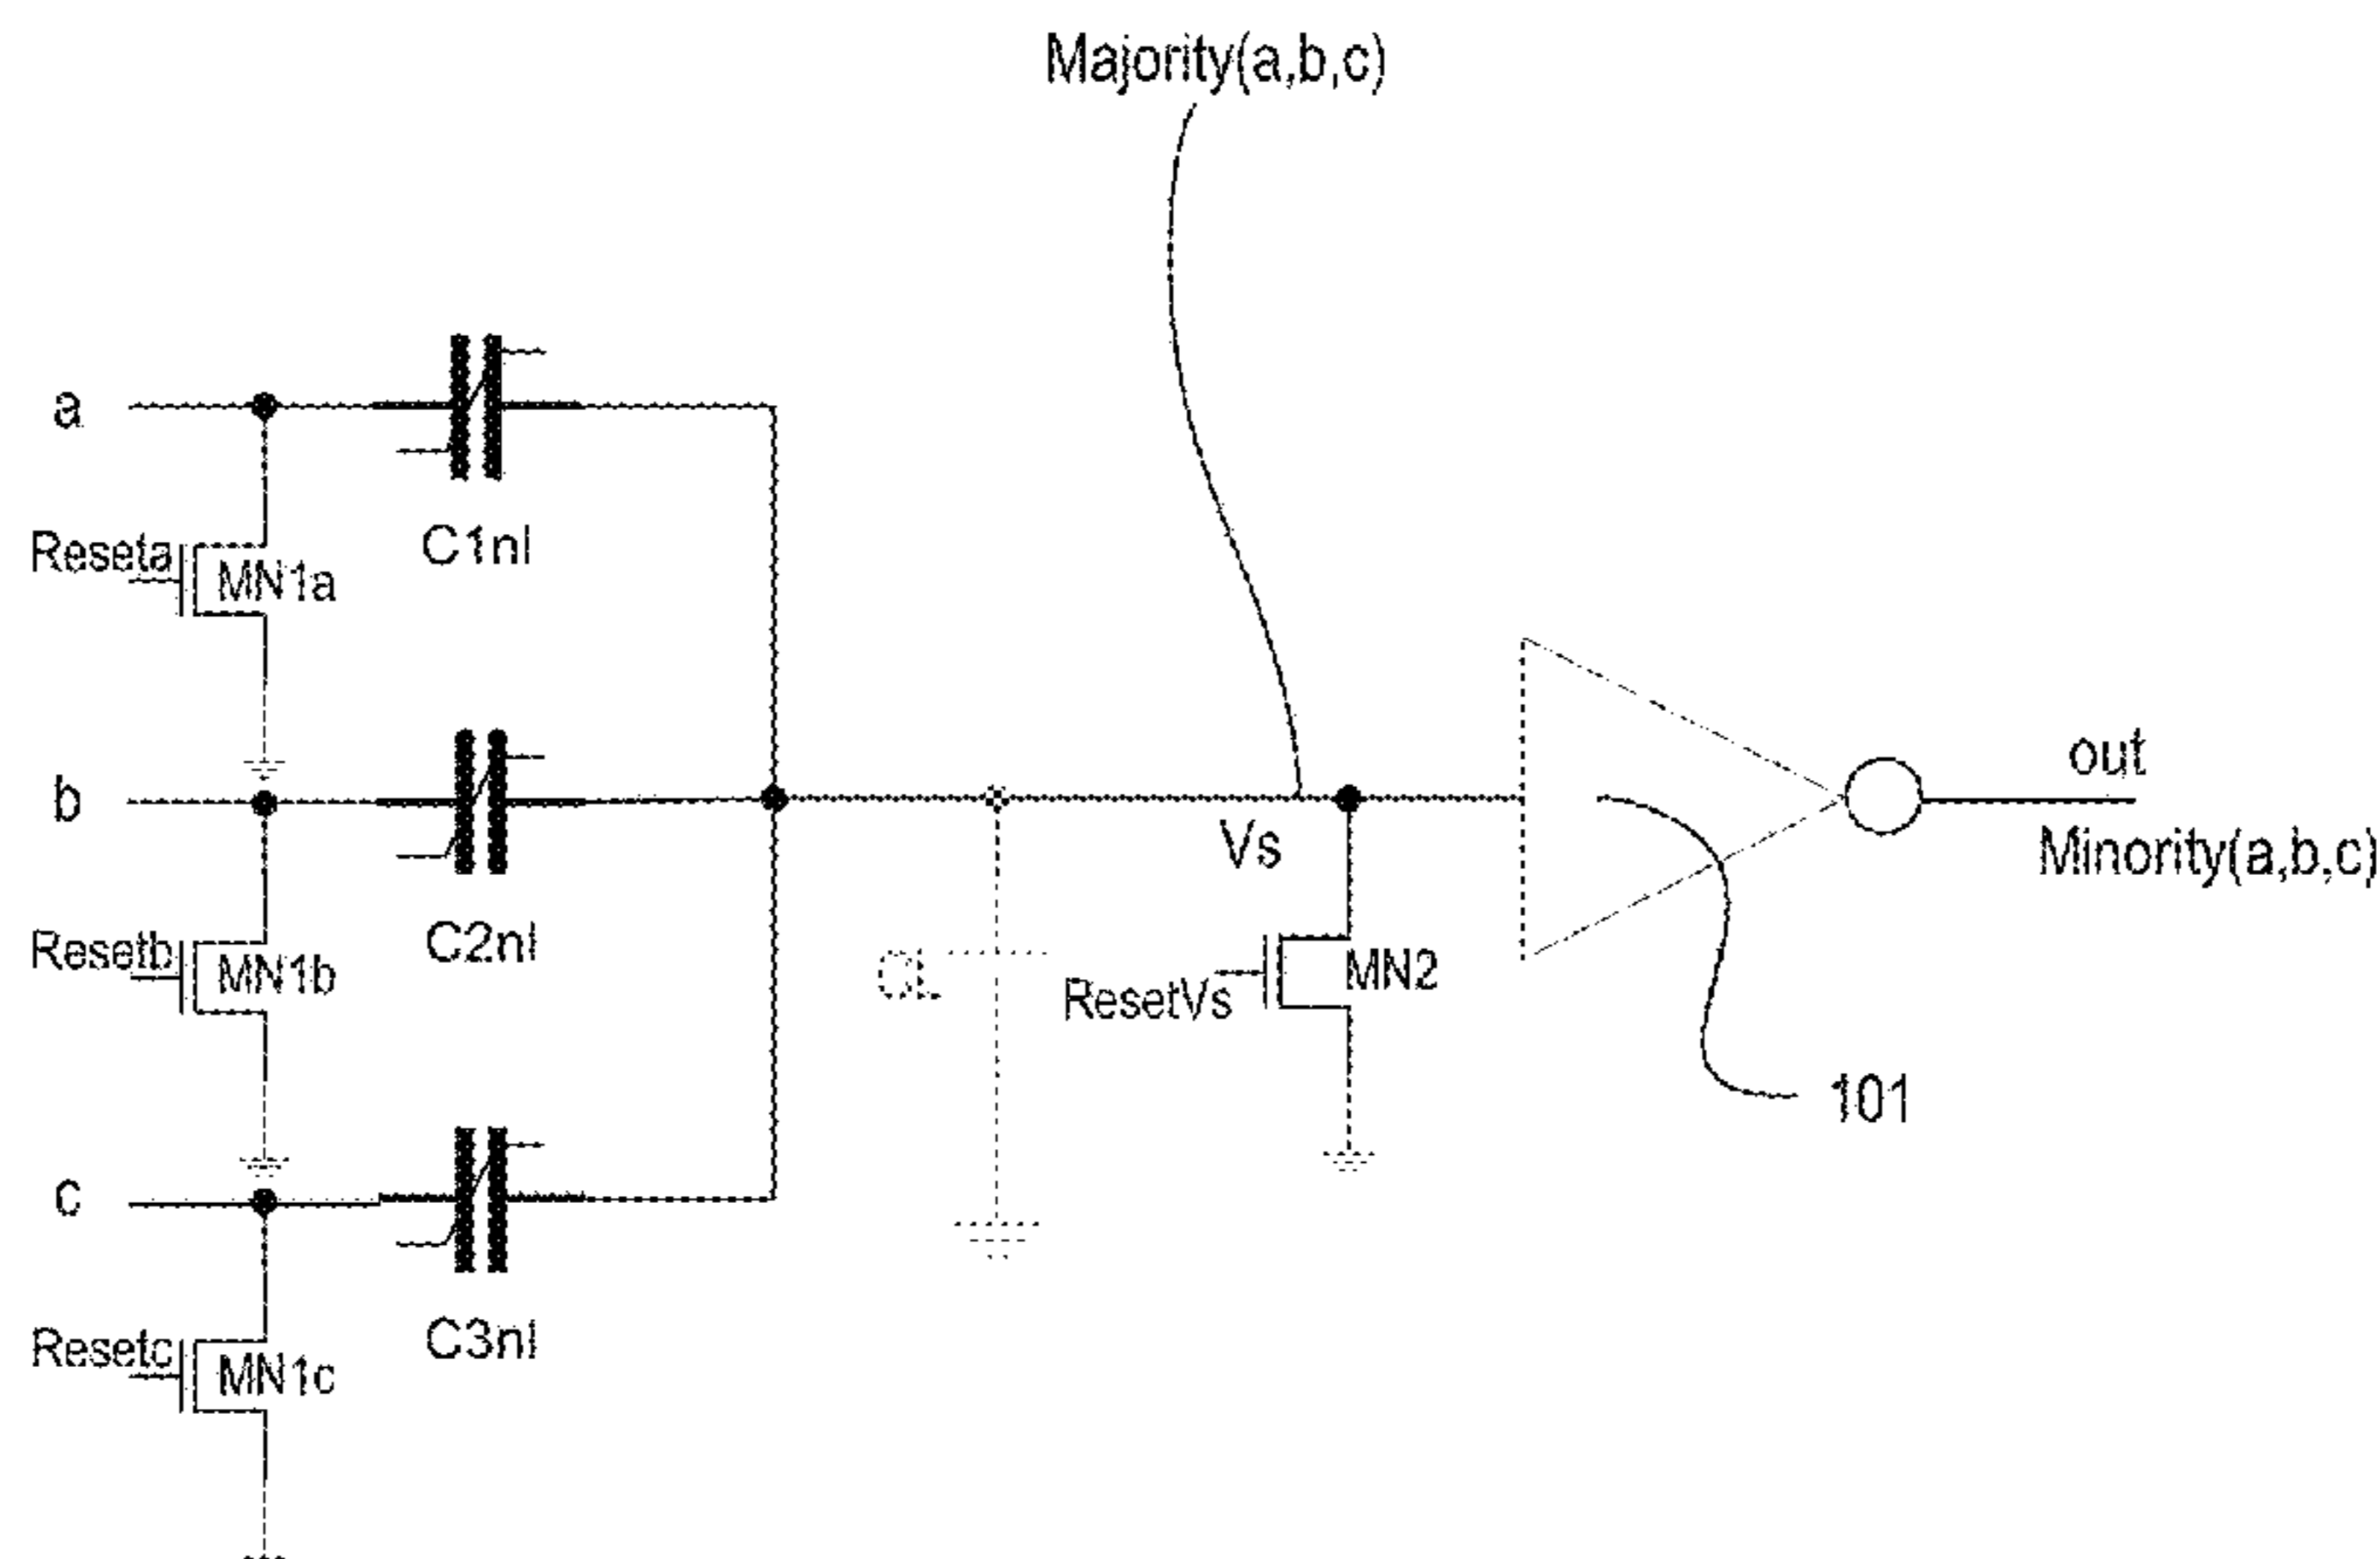 Majority(a,b,c)
a
C1nl
Reseta
MN1a
b
out
Vs
Minority(a,b,c)
C2nl
Resetb
MN1b
CL
MN2
ResetVs
101
c
C3nl
Resetc
MN1c